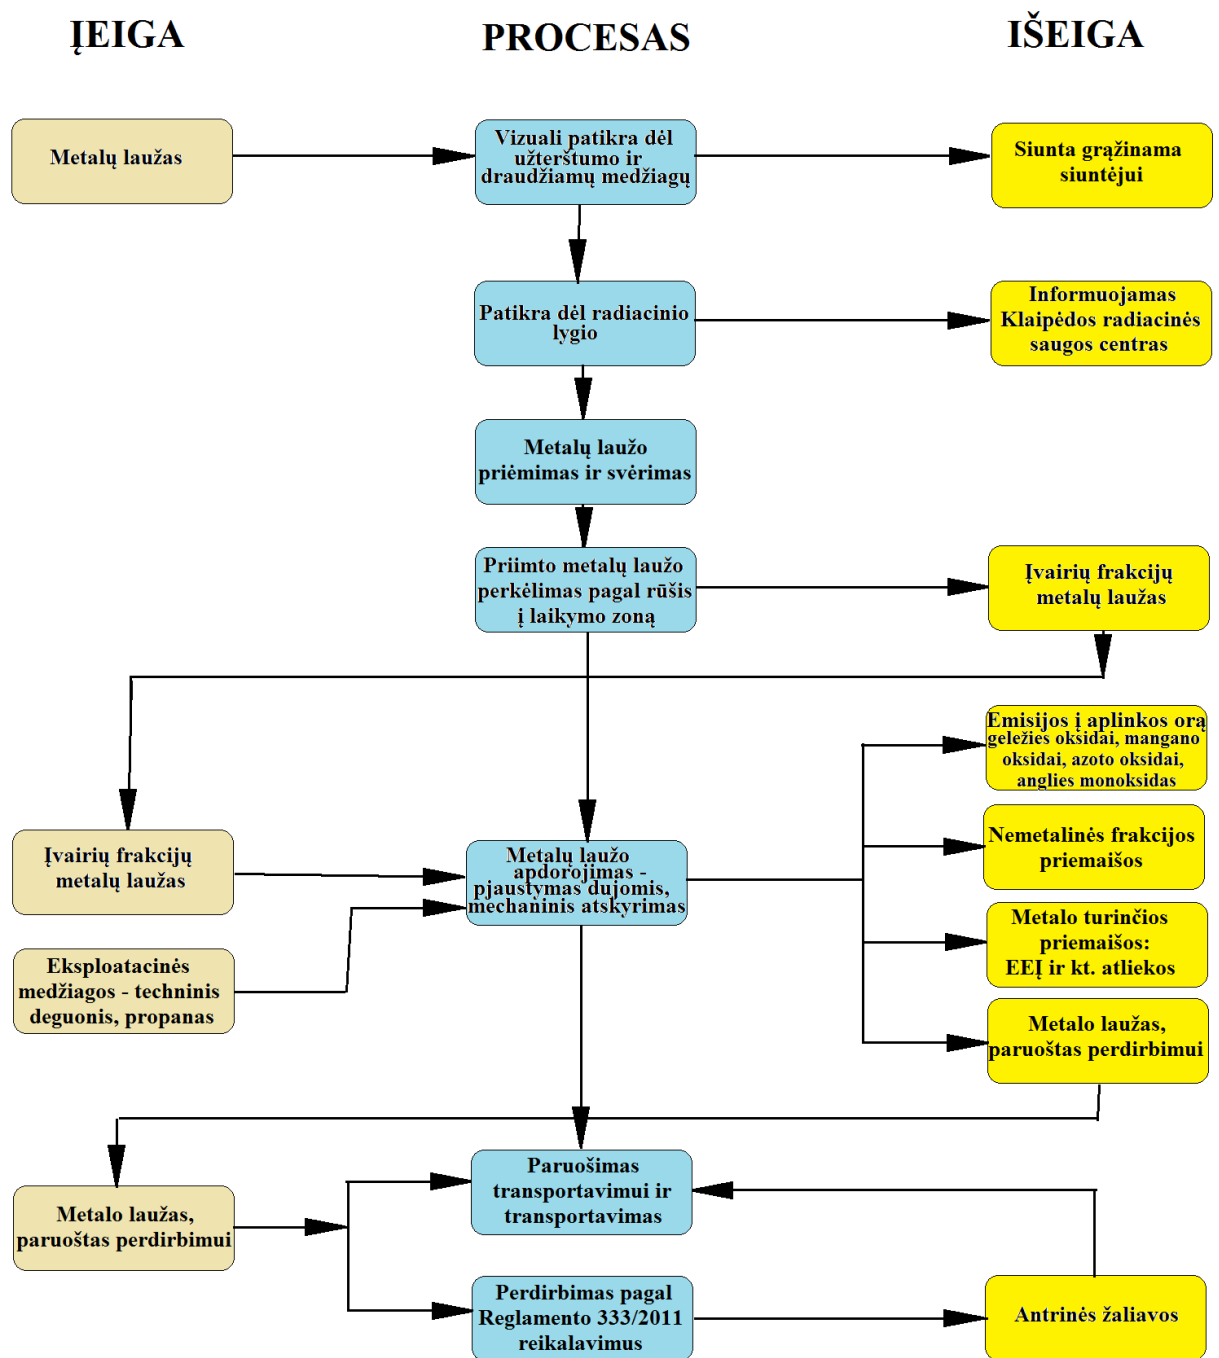 ĮEIGA
PROCESAS
IŠEIGA
Metalų laužas
Vizuali patikra dėl
užterštumo ir
draudžiamų medžiagų
Siunta grąžinama
siuntėjui
Patikra dėl radiacinio
lygio
Informuojamas
Klaipėdos radiacinės
saugos centras
Metalų laužo
priėmimas ir svėrimas
Priimto metalų laužo
perkėlimas pagal rūšis
į laikymo zoną
Įvairių frakcijų
metalų laužas
Emisijos į aplinkos orą
geležies oksidai, mangano
oksidai, azoto oksidai,
anglies monoksidas
Įvairių frakcijų
metalų laužas
Metalų laužo
apdorojimas -
pjaustymas dujomis,
mechaninis atskyrimas
Nemetalinės frakcijos
priemaišos
Metalo turinčios
priemaišos:
EEĮ ir kt. atliekos
Eksploatacinės
medžiagos - techninis
deguonis, propanas
Metalo laužas,
paruoštas perdirbimui
Metalo laužas,
paruoštas perdirbimui
Paruošimas
transportavimui ir
transportavimas
Perdirbimas pagal
Reglamento 333/2011
reikalavimus
Antrinės žaliavos